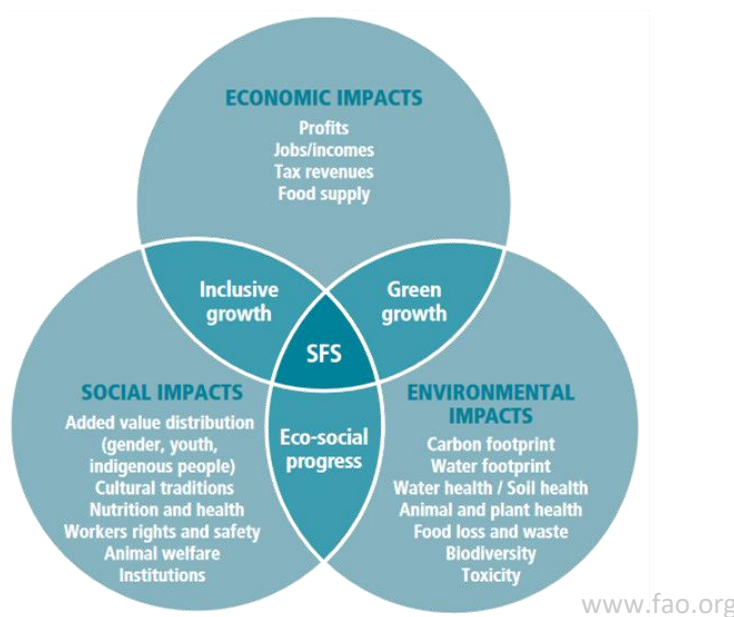 ECONOMIC IMPACTS
Profits
Jobs/incomes
Tax revenues
Food supply
Inclusive
growth
Green
growth
SFS
SOCIAL IMPACTS
Added value distribution
(gender, youth,
indigenous people)
Cultural traditions
Nutrition and health
Workers rights and safety
Animal welfare
Institutions
Eco-social
progress
ENVIRONMENTAL
IMPACTS
Carbon footprint
Water footprint
Water health / Soil health
Animal and plant health
Food loss and waste
Biodiversity
Toxicity
www.fao.org